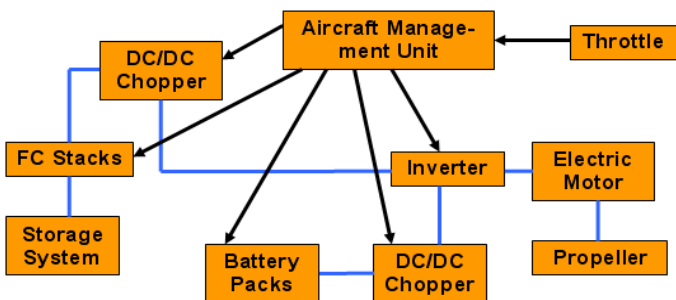 Aircraft Manage-
ment Unit
Throttle
DC/DC
Chopper
FC Stacks
Inverter
Electric
Motor
Storage
System
Battery
Packs
DC/DC
Chopper
Propeller